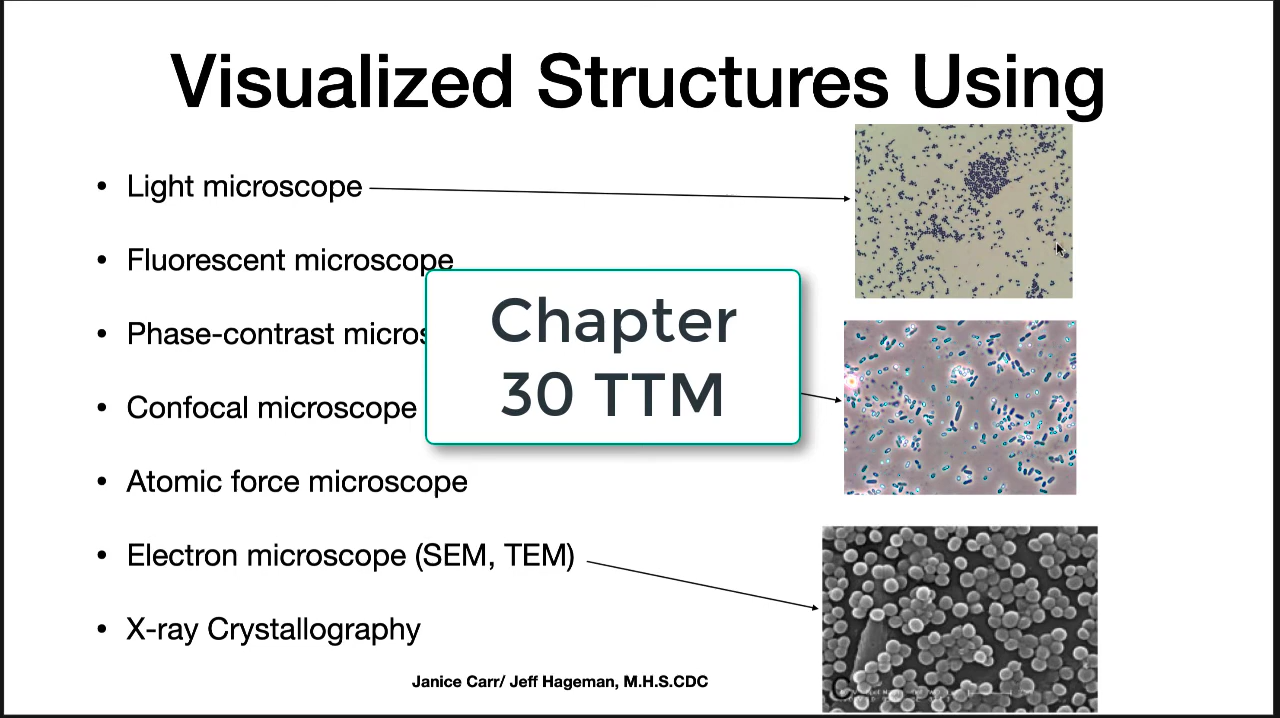 Visualized Structures Using
• Light microscope
• Fluorescent microscope
• Phase-contrast micros
• Confocal microscope
• Atomic force microscope
• Electron microscope (SEM, TEM)
• X-ray Crystallography
Chapter
30 TTM
Janice Carr/ Jeff Hageman, M.H.S.CDC